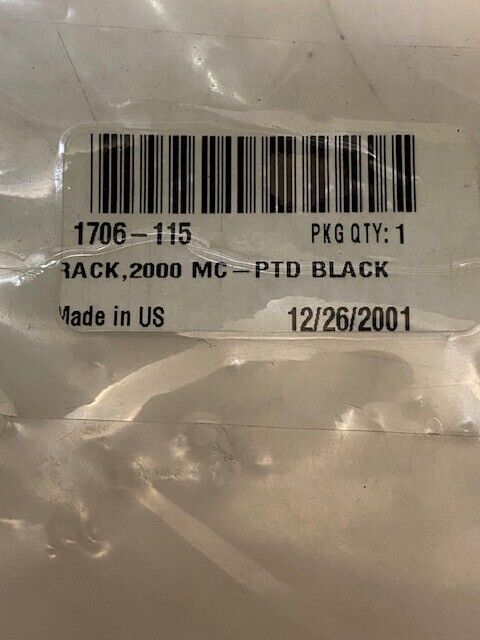 1706-115 PKG QTY: 1
RACK,2000 MC-PTD BLACK
Made in US 12/26/2001